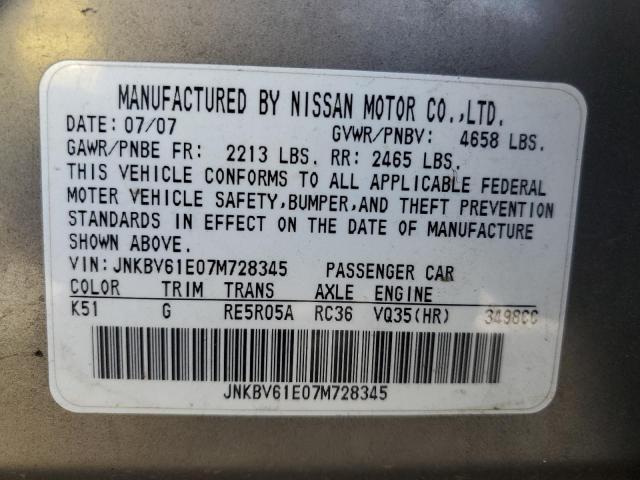 MANUFACTURED BY NISSAN MOTOR CO.,LTD.
DATE: 07/07 GVWR/PNBV: 4658 LBS.
GAWR/PNBE FR: 2213 LBS. RR: 2465 LBS.
THIS VEHICLE CONFORMS TO ALL APPLICABLE FEDERAL
MOTER VEHICLE SAFETY,BUMPER,AND THEFT PREVENTION
STANDARDS IN EFFECT ON THE DATE OF MANUFACTURE
SHOWN ABOVE.
VIN:JNKBV61E07M728345 PASSENGER CAR
COLOR TRIM TRANS AXLE ENGINE
K51 G RE5R05A RC36 VQ35(HR) 3498CC
JNKBV61E07M728345